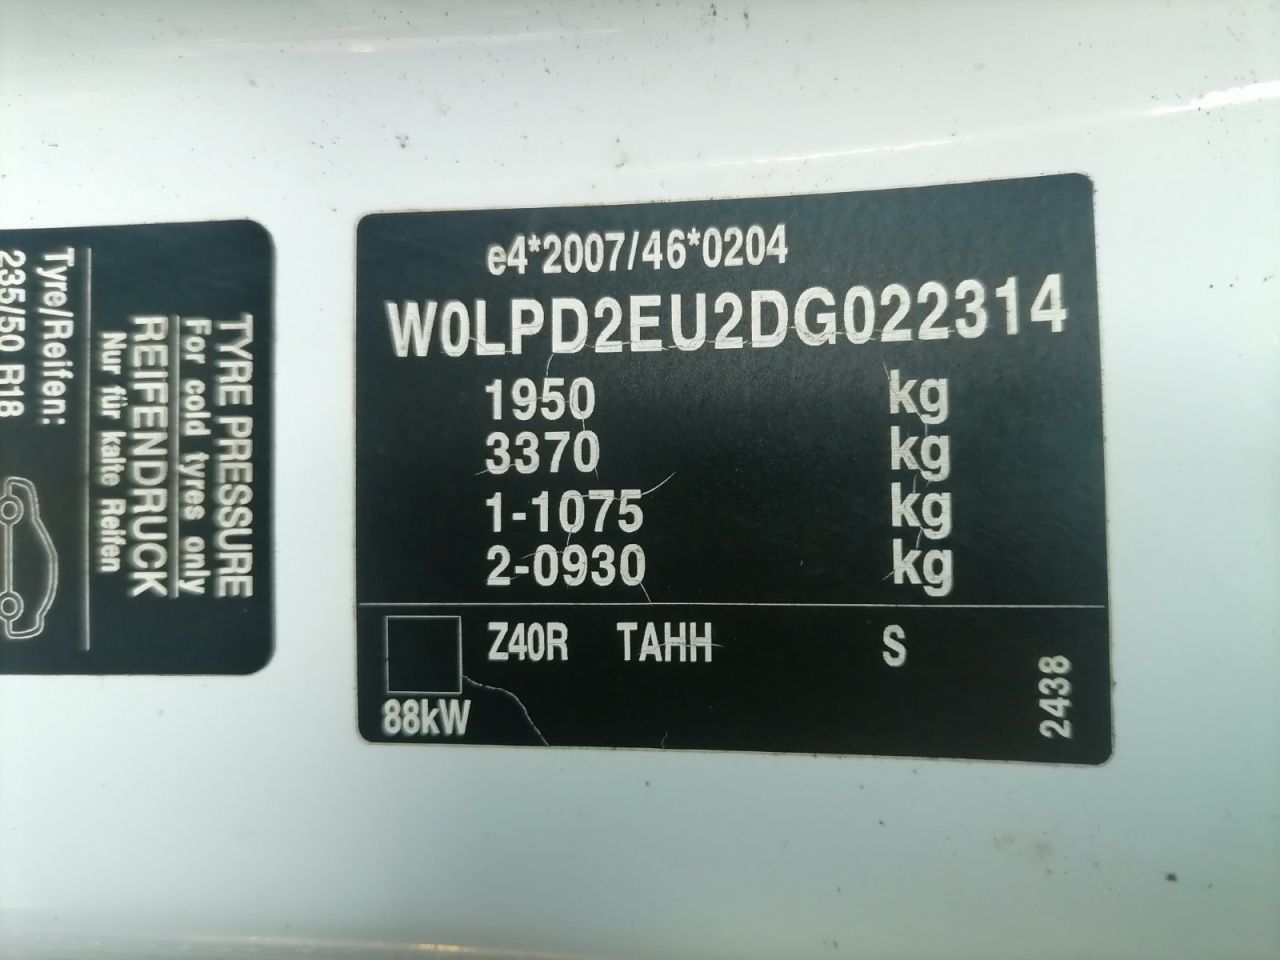 e4*2007/46*0204
W0LPD2EU2DG022314
1950 kg
3370 kg
1-1075 kg
2-0930 kg
Z40R TAHH S
88kW
2438
TYRE PRESSURE
For cold tyres only
REIFENDRUCK
Nur für kalte Reifen
Tyre/Reifen:
235/50 R18